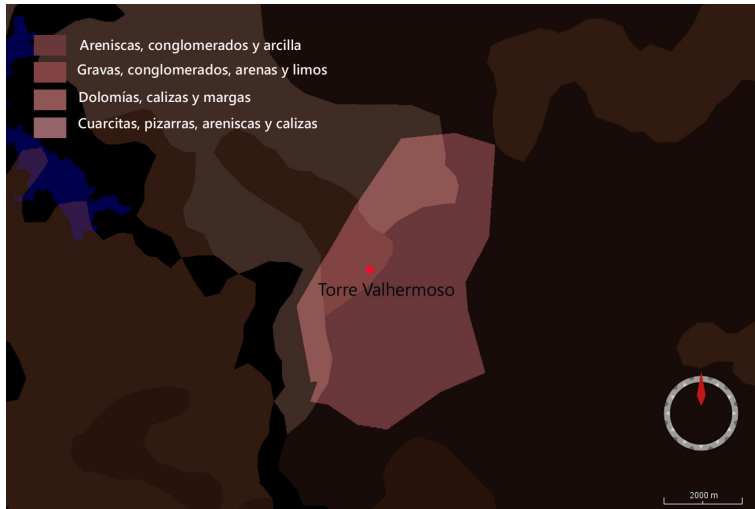 Areniscas, conglomerados y arcilla
Gravas, conglomerados, arenas y limos
Dolomías, calizas y margas
Cuarcitas, pizarras, areniscas y calizas
Torre Valhermoso
2000 m